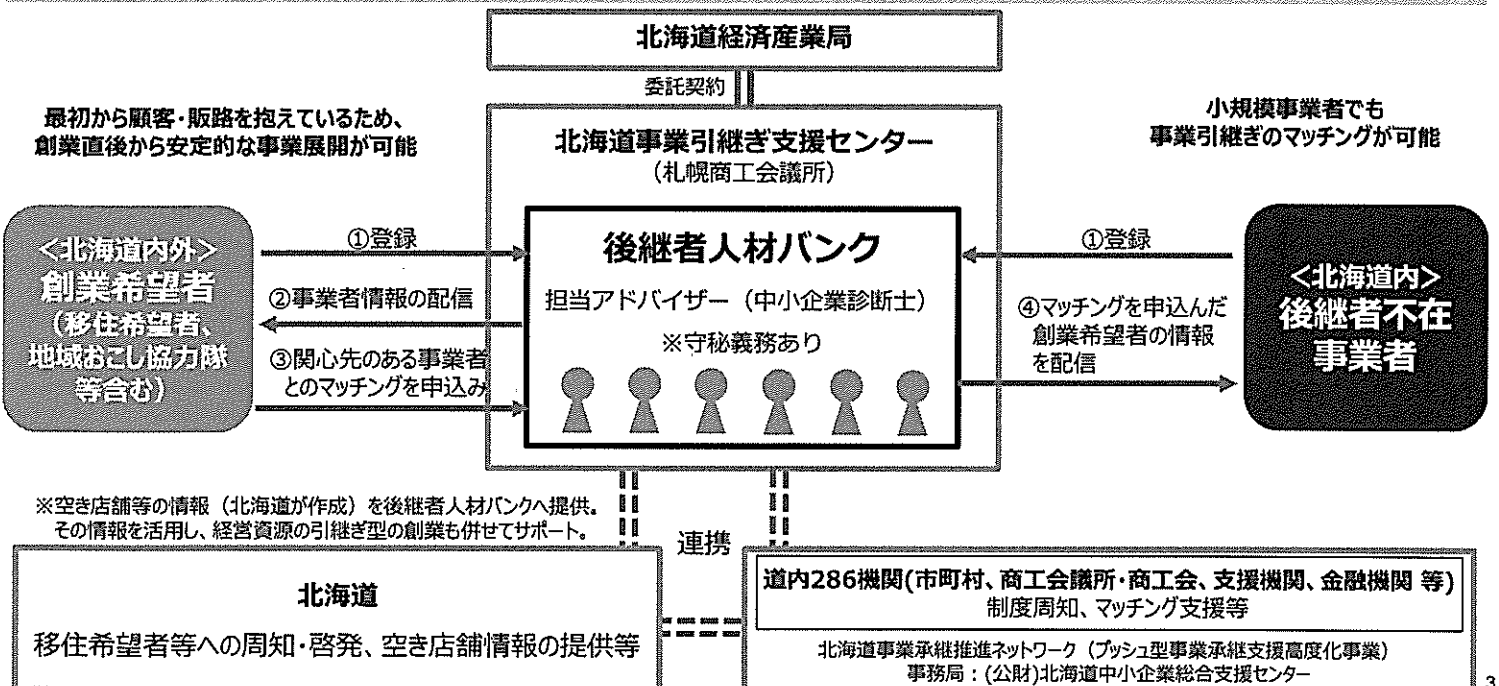 北海道経済産業局
委託契約
最初から顧客・販路を抱えているため、
創業直後から安定的な事業展開が可能
北海道事業引継ぎ支援センター
（札幌商工会議所）
小規模事業者でも
事業引継ぎのマッチングが可能
＜北海道内外＞
創業希望者
（移住希望者、
地域おこし協力隊
等含む）
①登録
②事業者情報の配信
③関心先のある事業者
とのマッチングを申込み
後継者人材バンク
担当アドバイザー（中小企業診断士）
※守秘義務あり
①登録
④マッチングを申込んだ
創業希望者の情報
を配信
＜北海道内＞
後継者不在
事業者
※空き店舗等の情報（北海道が作成）を後継者人材バンクへ提供。
その情報を活用し、経営資源の引継ぎ型の創業も併せてサポート。
連携
北海道
移住希望者等への周知・啓発、空き店舗情報の提供等
道内286機関(市町村、商工会議所・商工会、支援機関、金融機関 等)
制度周知、マッチング支援等
北海道事業承継推進ネットワーク（プッシュ型事業承継支援高度化事業）
事務局：(公財)北海道中小企業総合支援センター
3